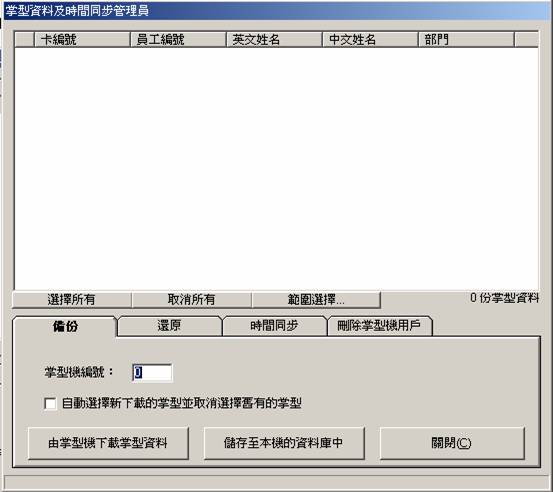 掌型資料及時間同步管理員
卡編號 員工編號 英文姓名 中文姓名 部門
選擇所有 取消所有 範圍選擇... 0 份掌型資料
備份 還原 時間同步 刪除掌型機用戶
掌型機編號： 0
自動選擇新下載的掌型並取消選擇舊有的掌型
由掌型機下載掌型資料 儲存至本機的資料庫中 關閉(C)